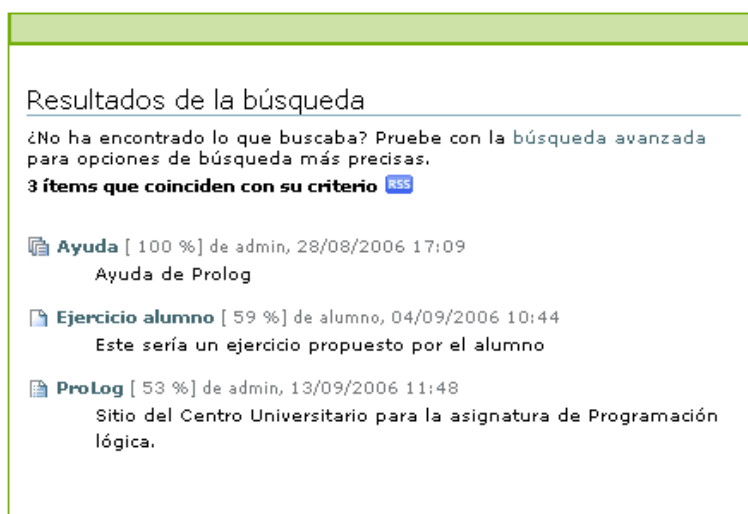 Resultados de la búsqueda
¿No ha encontrado lo que buscaba? Pruebe con la búsqueda avanzada
para opciones de búsqueda más precisas.
3 ítems que coinciden con su criterio RSS
Ayuda [ 100 %] de admin, 28/08/2006 17:09
Ayuda de Prolog
Ejercicio alumno [ 59 %] de alumno, 04/09/2006 10:44
Este sería un ejercicio propuesto por el alumno
ProLog [ 53 %] de admin, 13/09/2006 11:48
Sitio del Centro Universitario para la asignatura de Programación
lógica.